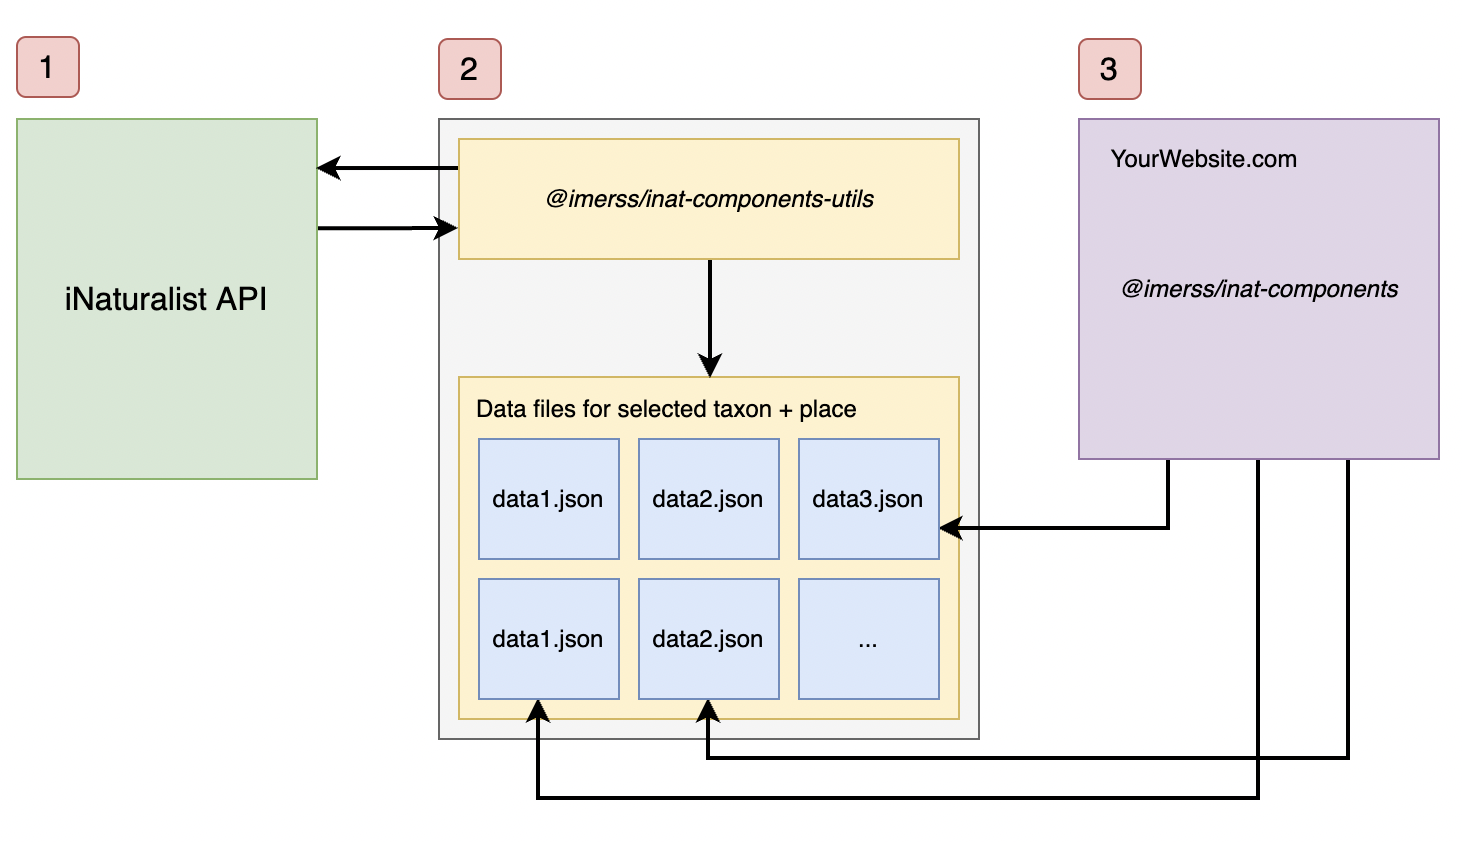 1
2
3
iNaturalist API
@imerss/inat-components-utils
Data files for selected taxon + place
data1.json
data2.json
data3.json
data1.json
data2.json
...
YourWebsite.com
@imerss/inat-components